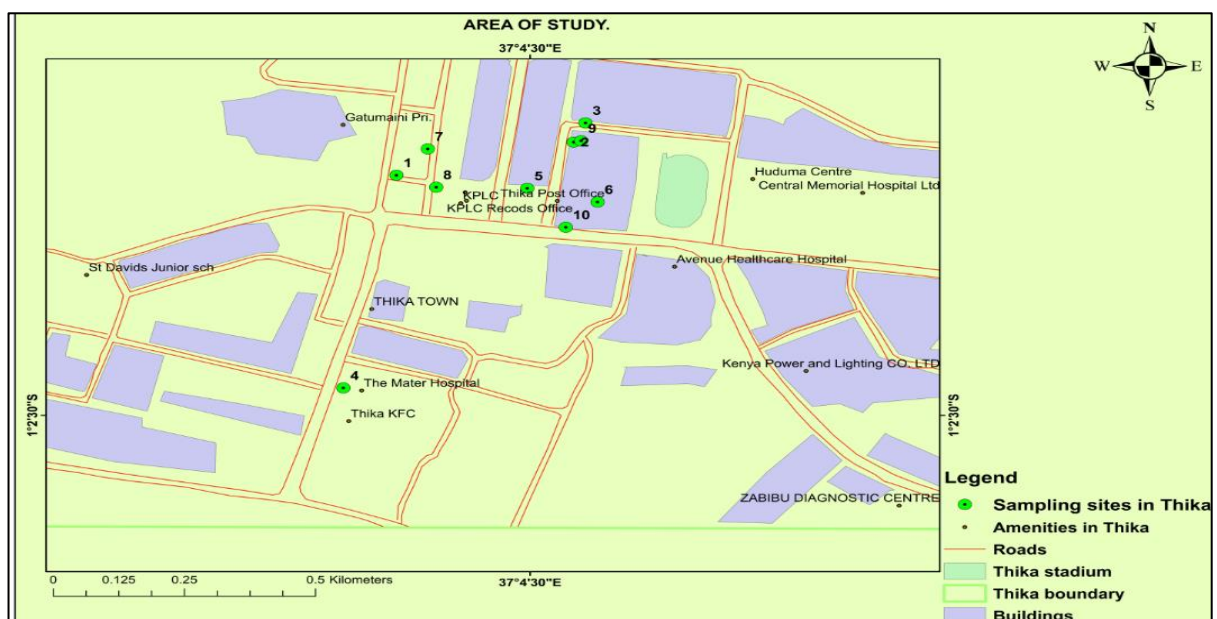 AREA OF STUDY.
37°4'30"E
N
W
E
S
3
Gatumaini Pri.
9
2
7
1
8
5
6
Huduma Centre
Central Memorial Hospital Ltd
KPLC
Thika Post Office
KPLC Recods Office
10
St Davids Junior sch
Avenue Healthcare Hospital
THIKA TOWN
Kenya Power and Lighting CO. LTD
4
The Mater Hospital
Thika KFC
1°2'30"S
1°2'30"S
ZABIBU DIAGNOSTIC CENTRE
0 0.125 0.25 0.5 Kilometers
37°4'30"E
Legend
Sampling sites in Thika
Amenities in Thika
Roads
Thika stadium
Thika boundary
Buildings